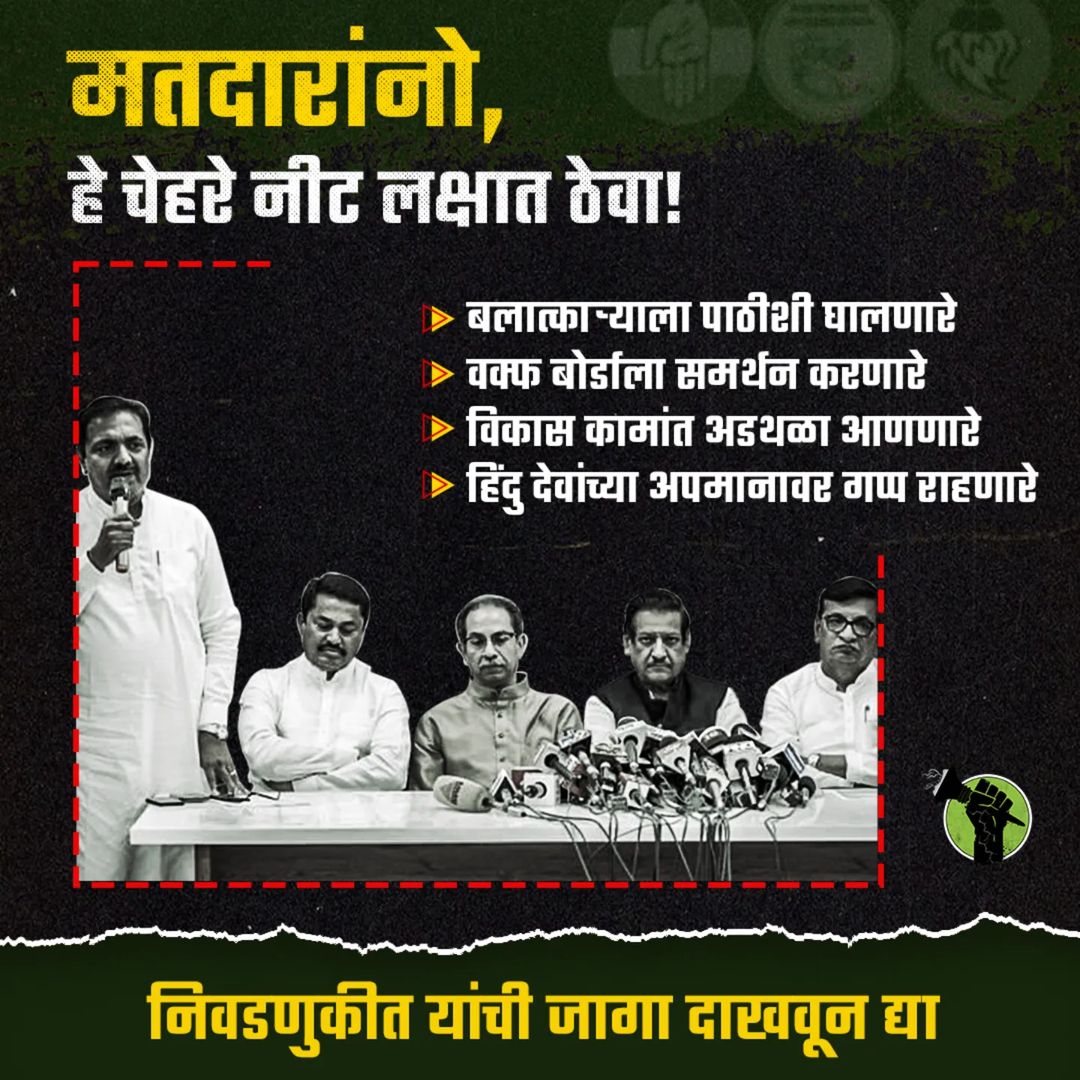 मतदारांनो,
हे चेहरे नीट लक्षात ठेवा!
बलात्काऱ्याला पाठीशी घालणारे
वक्फ बोर्डाला समर्थन करणारे
विकास कामांत अडथळा आणणारे
हिंदु देवांच्या अपमानावर गप्प राहणारे
निवडणुकीत यांची जागा दाखवून द्या